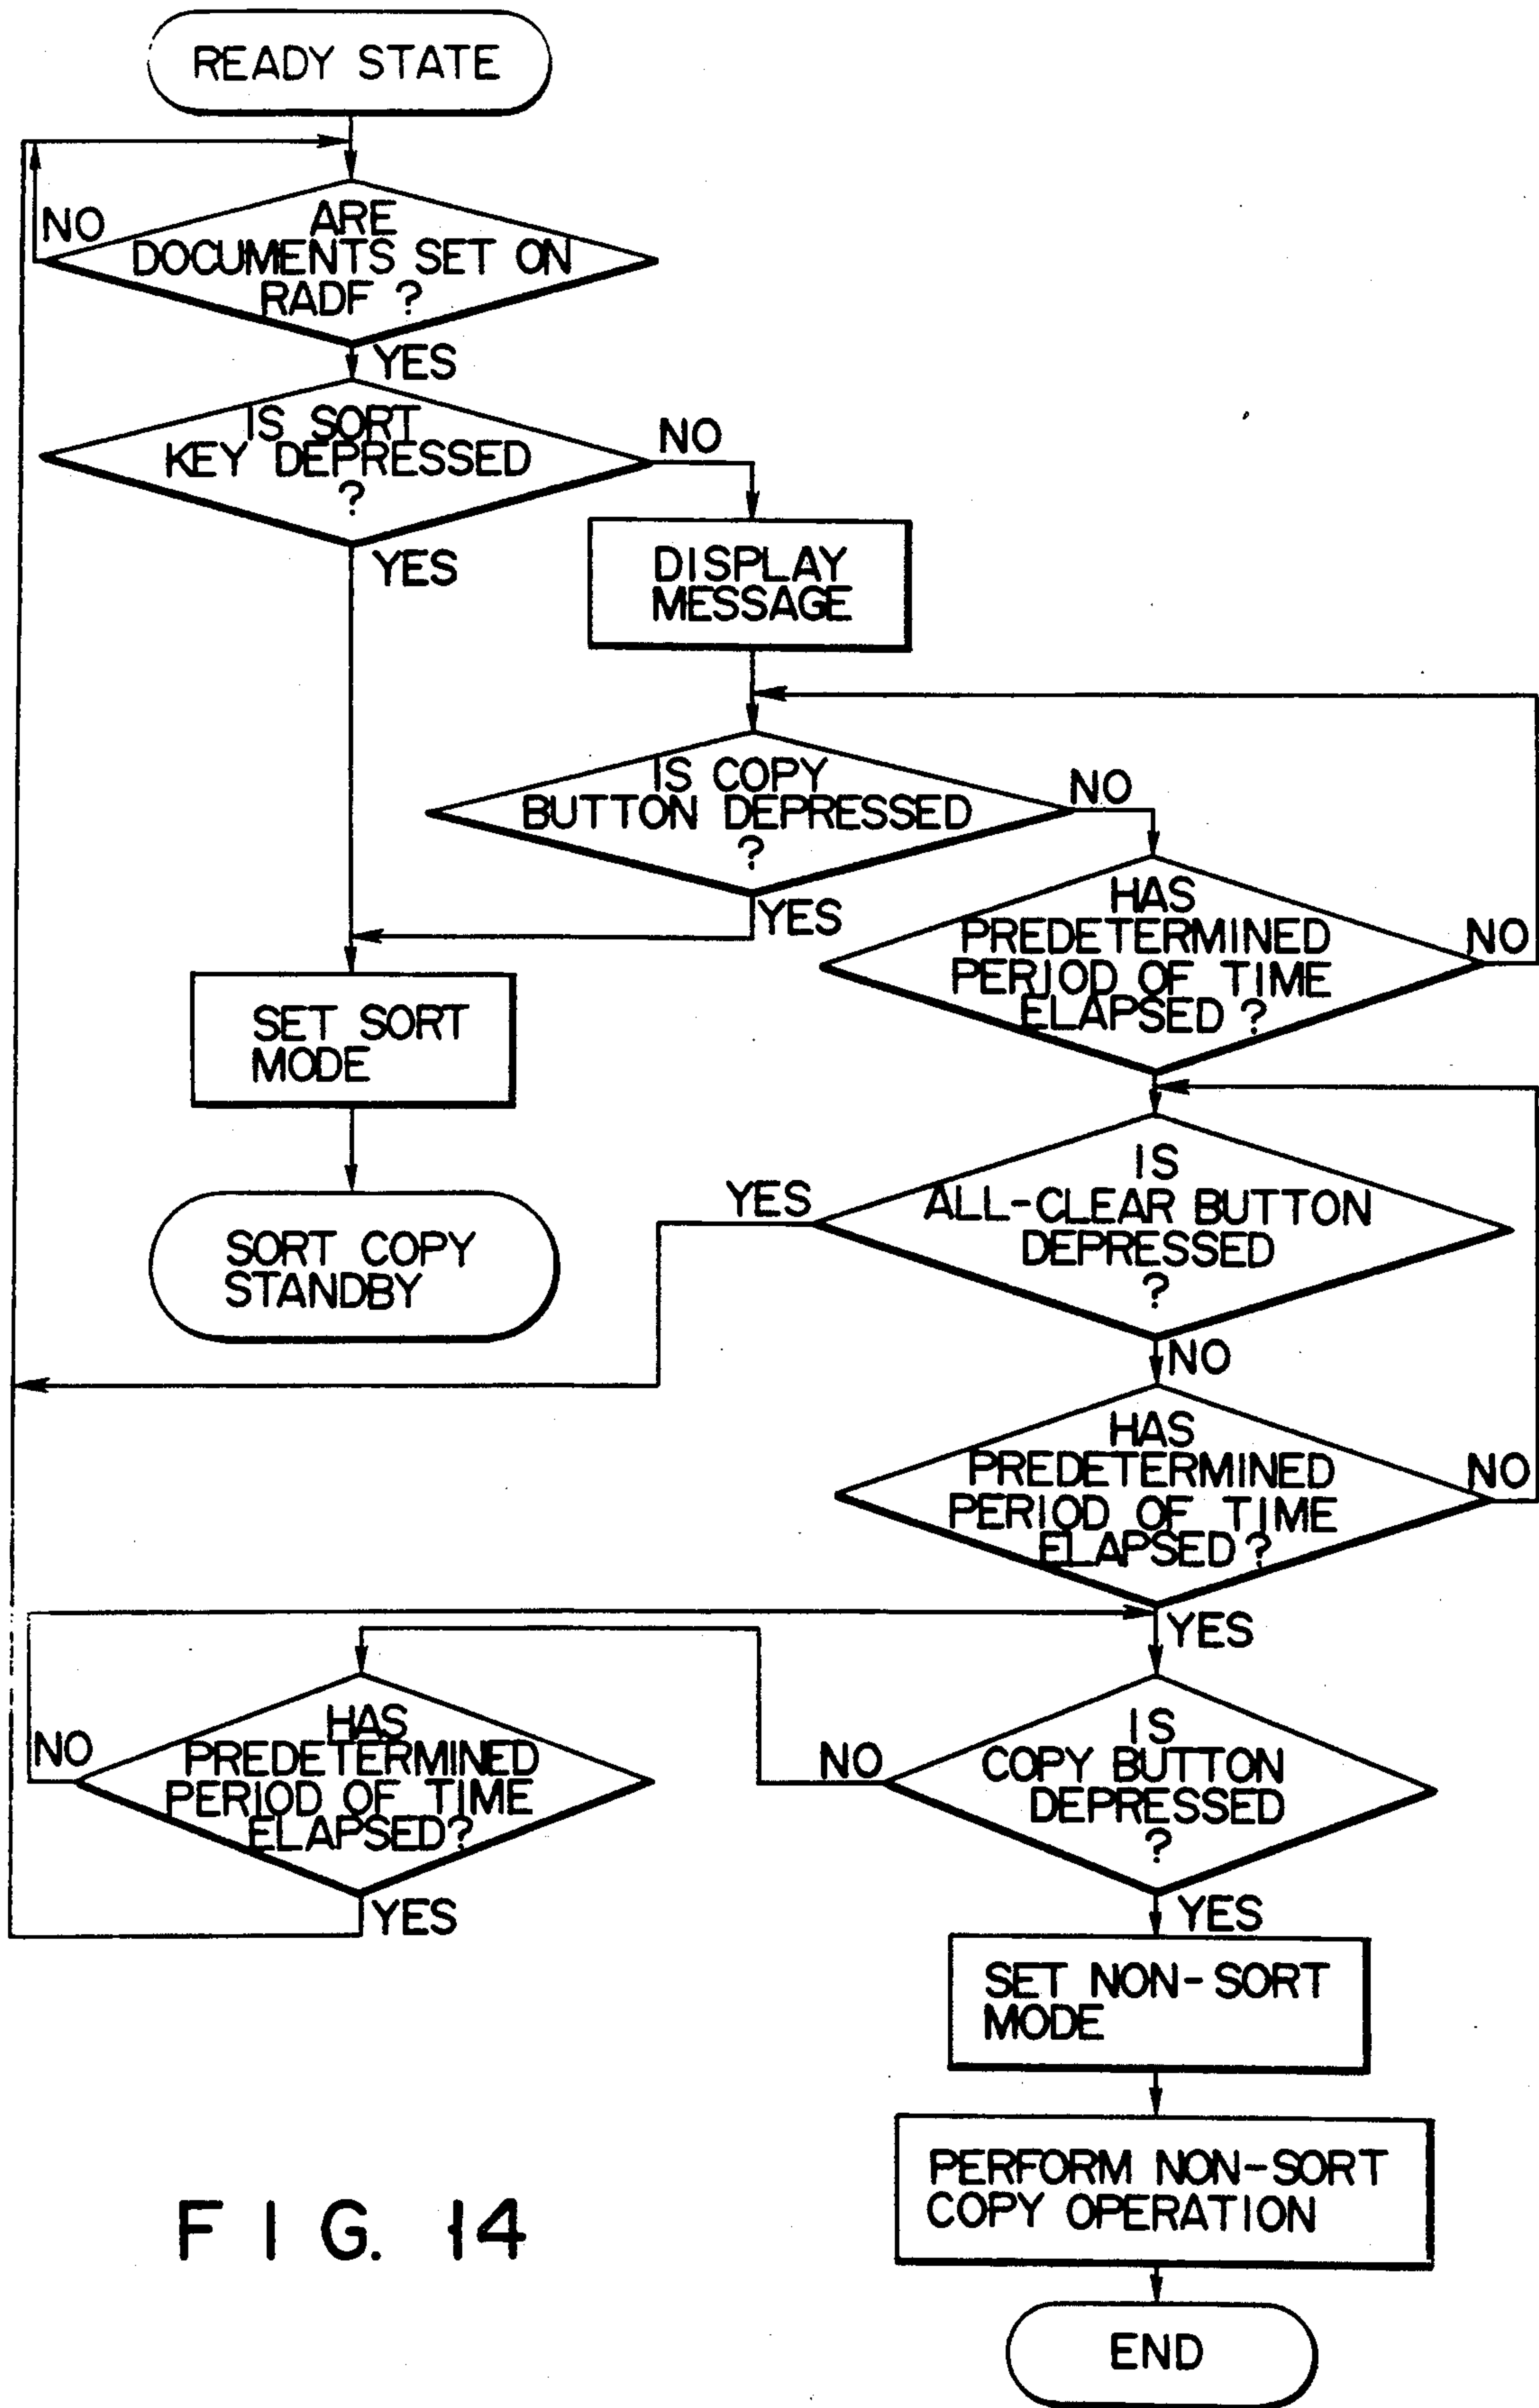 READY STATE
NO
ARE
DOCUMENTS SET ON
RADF ?
YES
IS SORT
KEY DEPRESSED
?
NO
YES
DISPLAY
MESSAGE
IS COPY
BUTTON DEPRESSED
?
NO
YES
HAS
PREDETERMINED
PERIOD OF TIME
ELAPSED ?
NO
SET SORT
MODE
SORT COPY
STANDBY
YES
IS
ALL-CLEAR BUTTON
DEPRESSED
?
NO
HAS
PREDETERMINED
PERIOD OF TIME
ELAPSED ?
NO
YES
NO
HAS
PREDETERMINED
PERIOD OF TIME
ELAPSED?
YES
NO
IS
COPY BUTTON
DEPRESSED
?
YES
SET NON-SORT
MODE
PERFORM NON-SORT
COPY OPERATION
END
FIG. 14